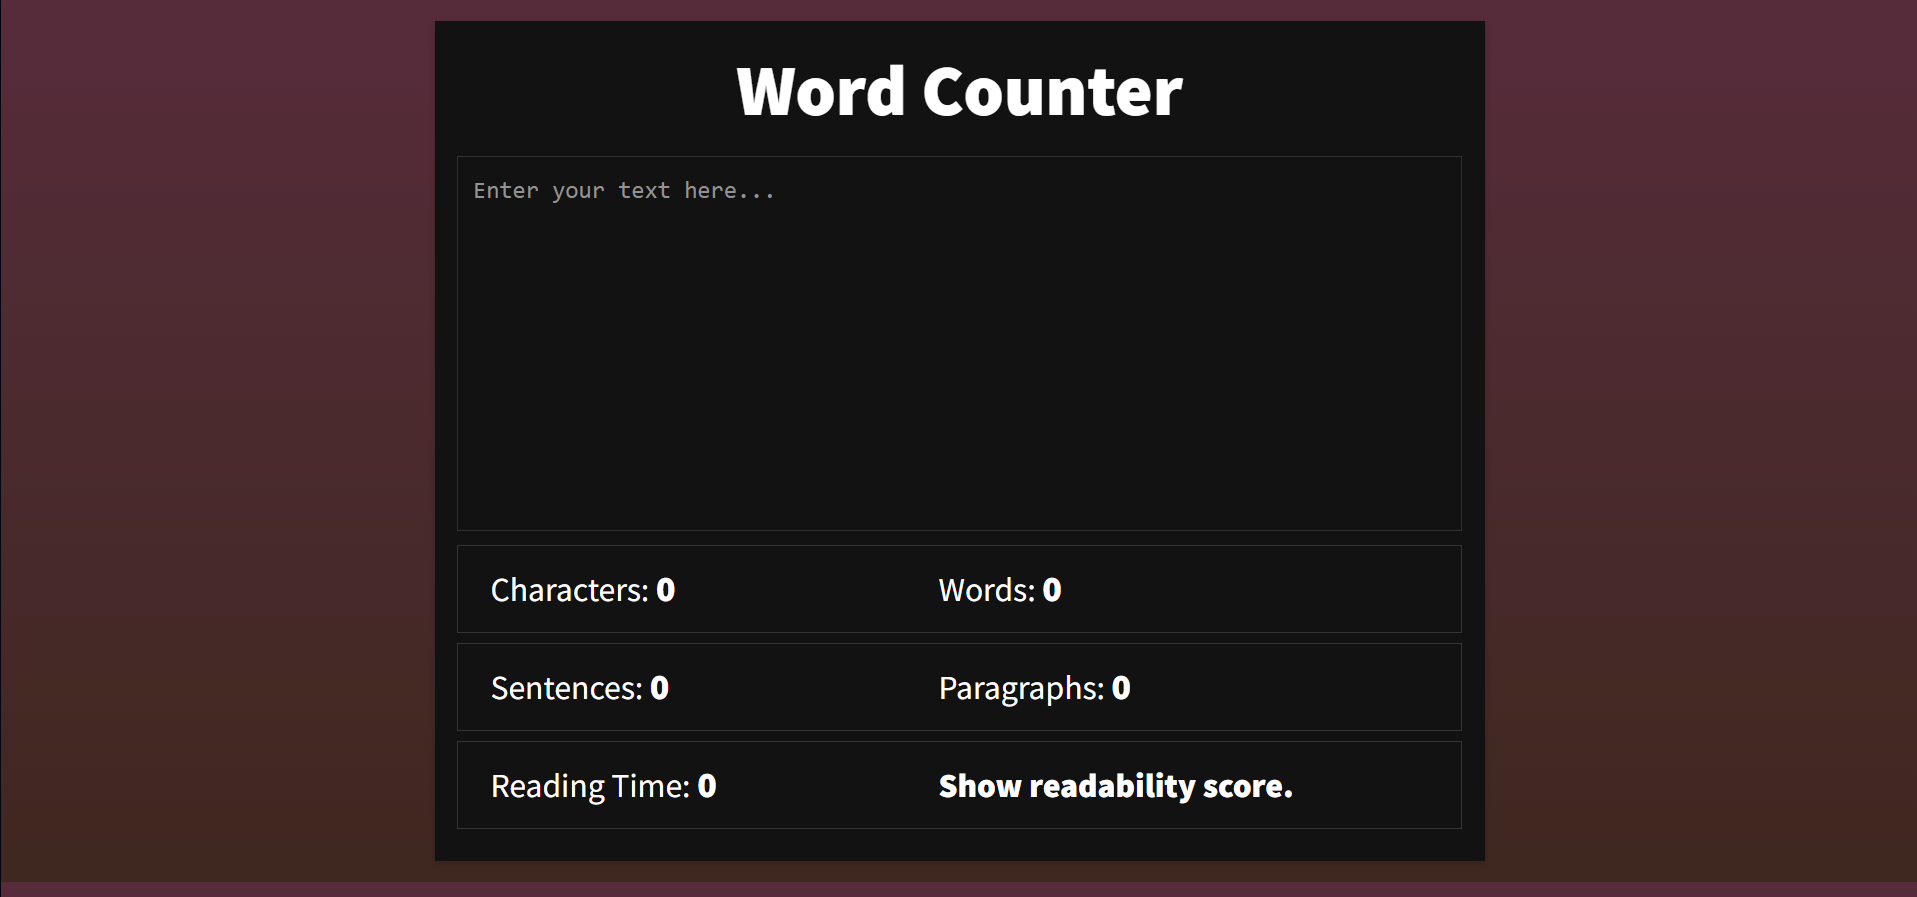 Word Counter
Enter your text here...
Characters: 0 Words: 0
Sentences: 0 Paragraphs: 0
Reading Time: 0 Show readability score.